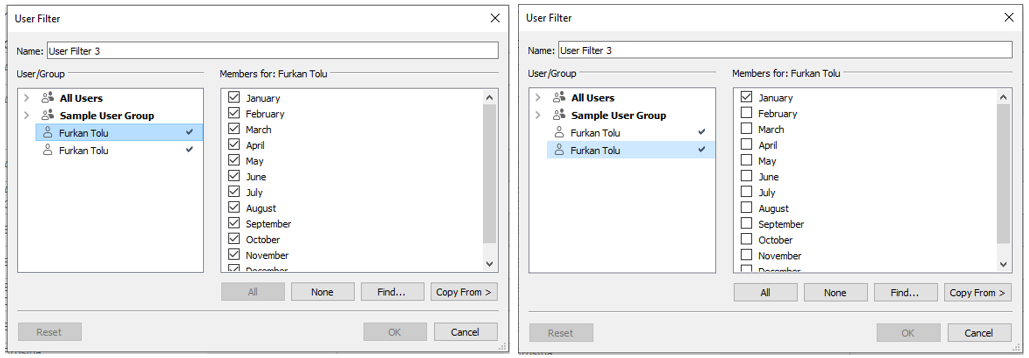 User Filter
Name: User Filter 3
User/Group
All Users
Sample User Group
Furkan Tolu
Furkan Tolu
Members for: Furkan Tolu
January
February
March
April
May
June
July
August
September
October
November
December
All None Find... Copy From >
Reset OK Cancel
User Filter
Name: User Filter 3
User/Group
All Users
Sample User Group
Furkan Tolu
Furkan Tolu
Members for: Furkan Tolu
January
February
March
April
May
June
July
August
September
October
November
December
All None Find... Copy From >
Reset OK Cancel